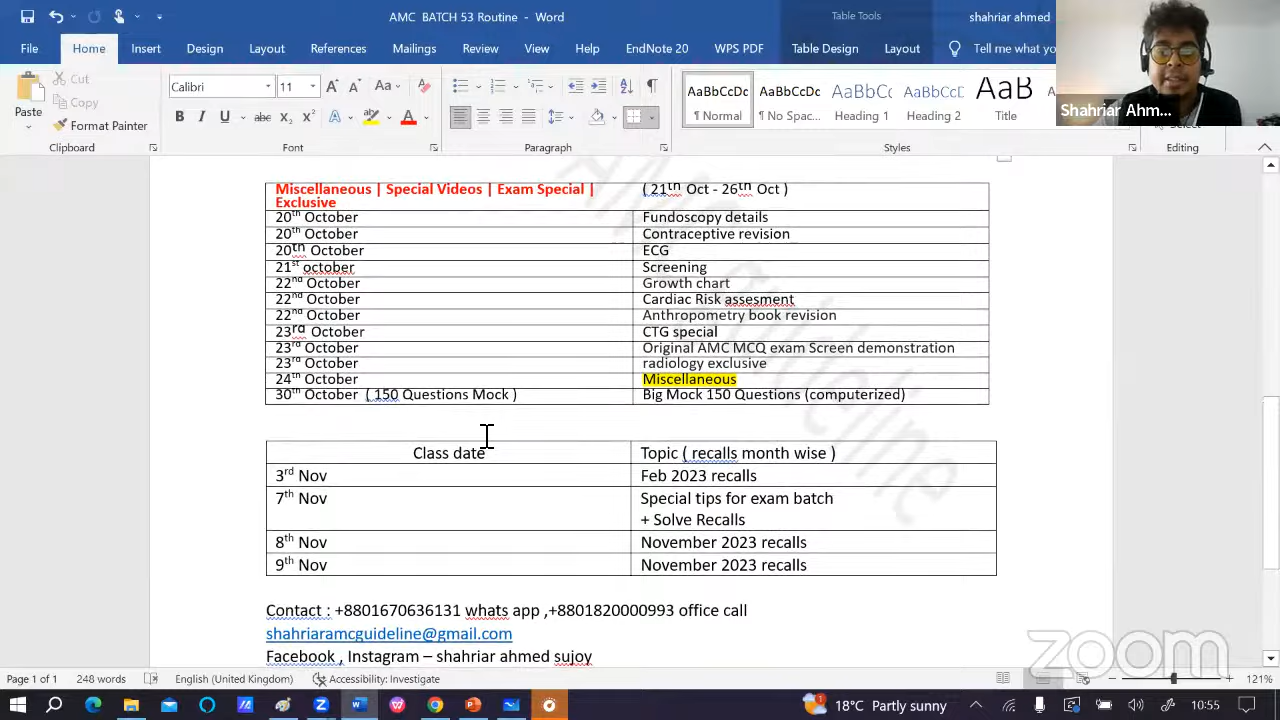 AMC BATCH 53 Routine - Word
Table Tools
shahriar ahmed
File Home Insert Design Layout References Mailings Review View Help EndNote 20 WPS PDF Table Design Layout Tell me
Cut
Copy
Paste
Format Painter
Calibri 11
B I U abc X₂ X²
AaBbCcDc AaBbCcDc AaBbCc AaBbCcD AaB
¶ Normal ¶ No Spac... Heading 1 Heading 2 Title
Shahriar Ahm...
Clipboard Font Paragraph Styles Editing
Miscellaneous | Special Videos | Exam Special | Exclusive ( 21th Oct - 26th Oct )
20th October Fundoscopy details
20th October Contraceptive revision
20th October ECG
21st october Screening
22nd October Growth chart
22nd October Cardiac Risk assesment
22nd October Anthropometry book revision
23rd October CTG special
23rd October Original AMC MCQ exam Screen demonstration
23rd October radiology exclusive
24th October Miscellaneous
30th October ( 150 Questions Mock ) Big Mock 150 Questions (computerized)
Class date Topic ( recalls month wise )
3rd Nov Feb 2023 recalls
7th Nov Special tips for exam batch
+ Solve Recalls
8th Nov November 2023 recalls
9th Nov November 2023 recalls
Contact : +8801670636131 whats app ,+8801820000993 office call
shahriaramcguideline@gmail.com
Facebook , Instagram – shahriar ahmed sujoy
zoom
Page 1 of 1 248 words English (United Kingdom) Accessibility: Investigate 121%
18°C Partly sunny 10:55